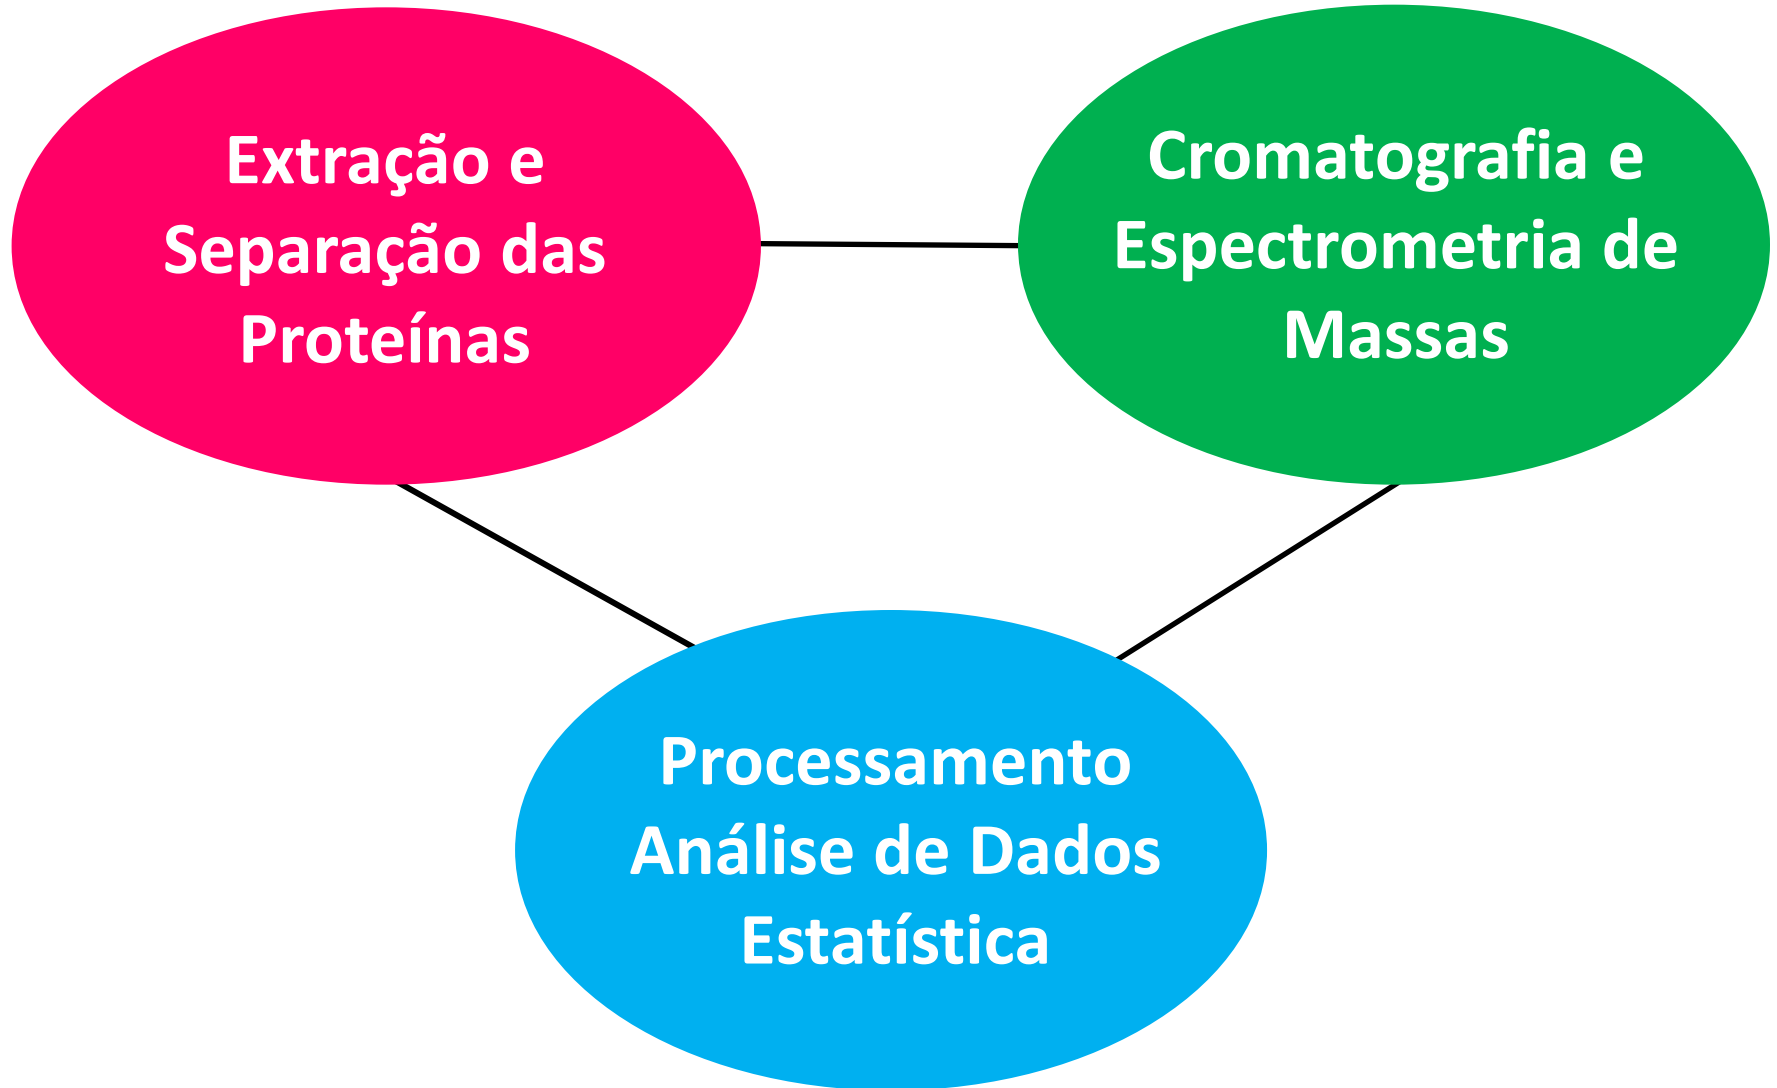 Extração e
Separação das
Proteínas
Cromatografia e
Espectrometria de
Massas
Processamento
Análise de Dados
Estatística